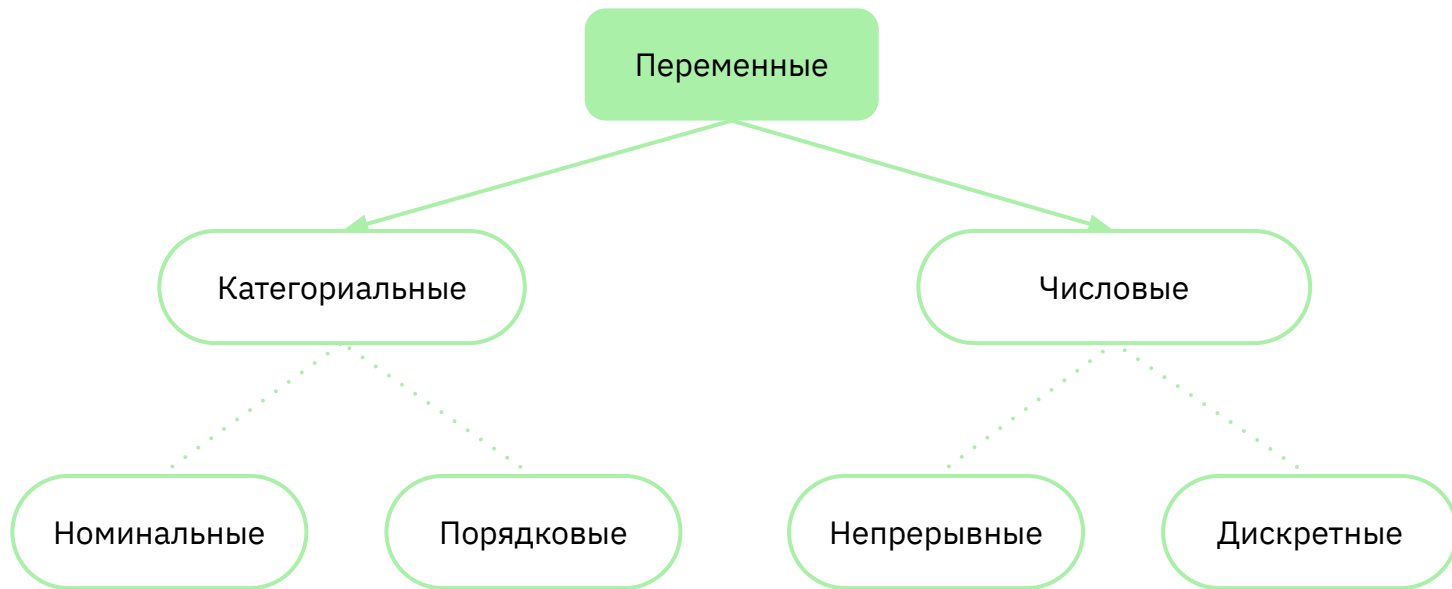 Переменные
Категориальные
Числовые
Номинальные
Порядковые
Непрерывные
Дискретные